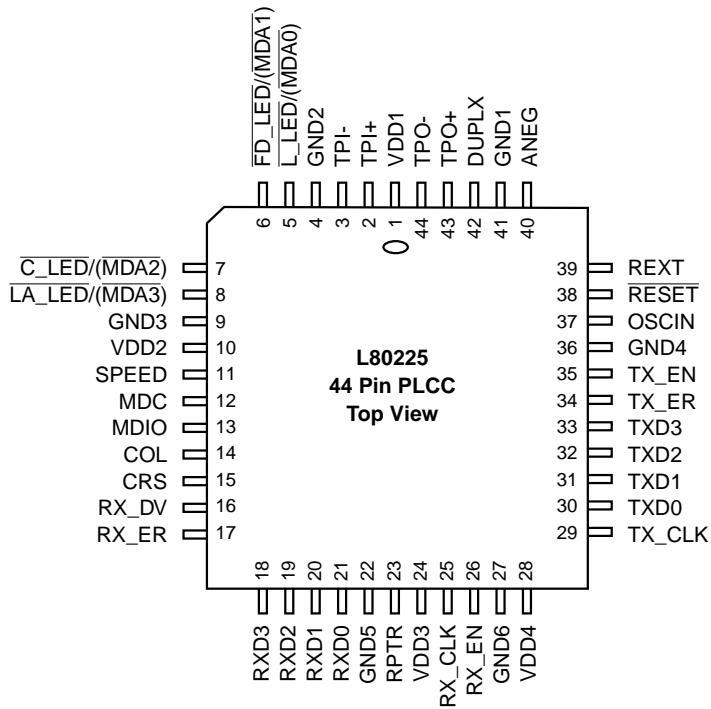 FD_LED/(MDA1)
L_LED/(MDA0)
GND2
TPI-
TPI+
VDD1
TPO-
TPO+
DUPLX
GND1
ANEG
6
5
4
3
2
1
44
43
42
41
40
C_LED/(MDA2) 7
LA_LED/(MDA3) 8
GND3 9
VDD2 10
SPEED 11
MDC 12
MDIO 13
COL 14
CRS 15
RX_DV 16
RX_ER 17
L80225
44 Pin PLCC
Top View
39 REXT
38 RESET
37 OSCIN
36 GND4
35 TX_EN
34 TX_ER
33 TXD3
32 TXD2
31 TXD1
30 TXD0
29 TX_CLK
18
19
20
21
22
23
24
25
26
27
28
RXD3
RXD2
RXD1
RXD0
GND5
RPTR
VDD3
RX_CLK
RX_EN
GND6
VDD4